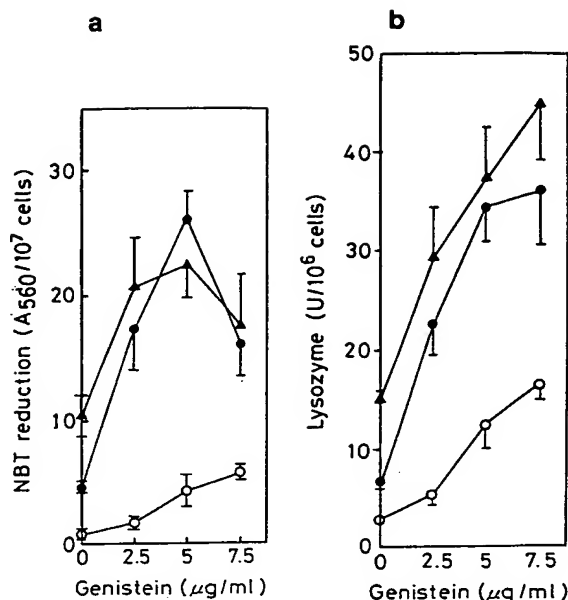 a
NBT reduction (A560/10⁷ cells)
30
20
10
0
0 2.5 5 7.5
Genistein (μg/ml)
b
Lysozyme (U/10⁶ cells)
50
40
30
20
10
0
0 2.5 5 7.5
Genistein (μg/ml)